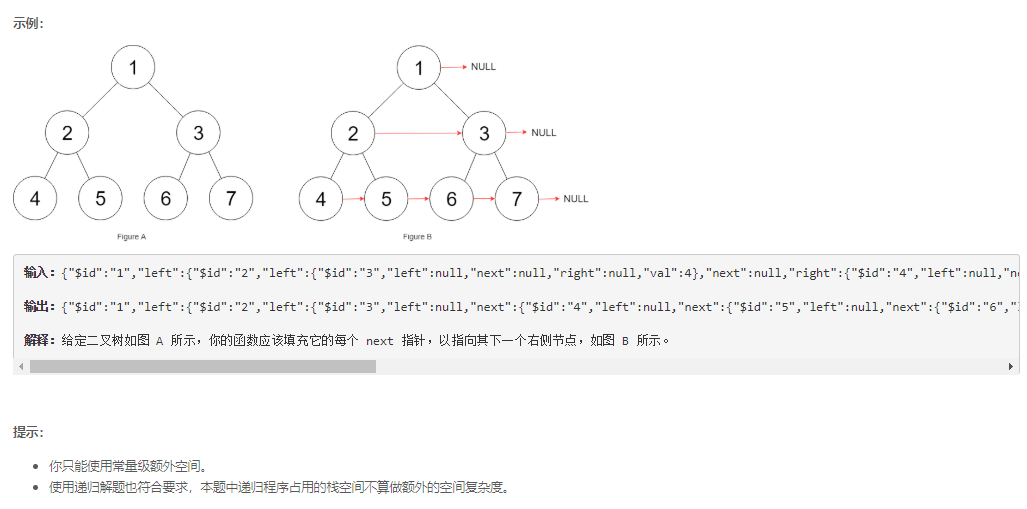 示例：
1
2 3
4 5 6 7
Figure A
1 NULL
2 3 NULL
4 5 6 7 NULL
Figure B
输入：{"$id":"1","left":{"$id":"2","left":{"$id":"3","left":null,"next":null,"right":null,"val":4},"next":null,"right":{"$id":"4","left":null,"n
输出：{"$id":"1","left":{"$id":"2","left":{"$id":"3","left":null,"next":{"$id":"4","left":null,"next":{"$id":"5","left":null,"next":{"$id":"6","
解释：给定二叉树如图 A 所示，你的函数应该填充它的每个 next 指针，以指向其下一个右侧节点，如图 B 所示。
提示：
你只能使用常量级额外空间。
使用递归解题也符合要求，本题中递归程序占用的栈空间不算做额外的空间复杂度。